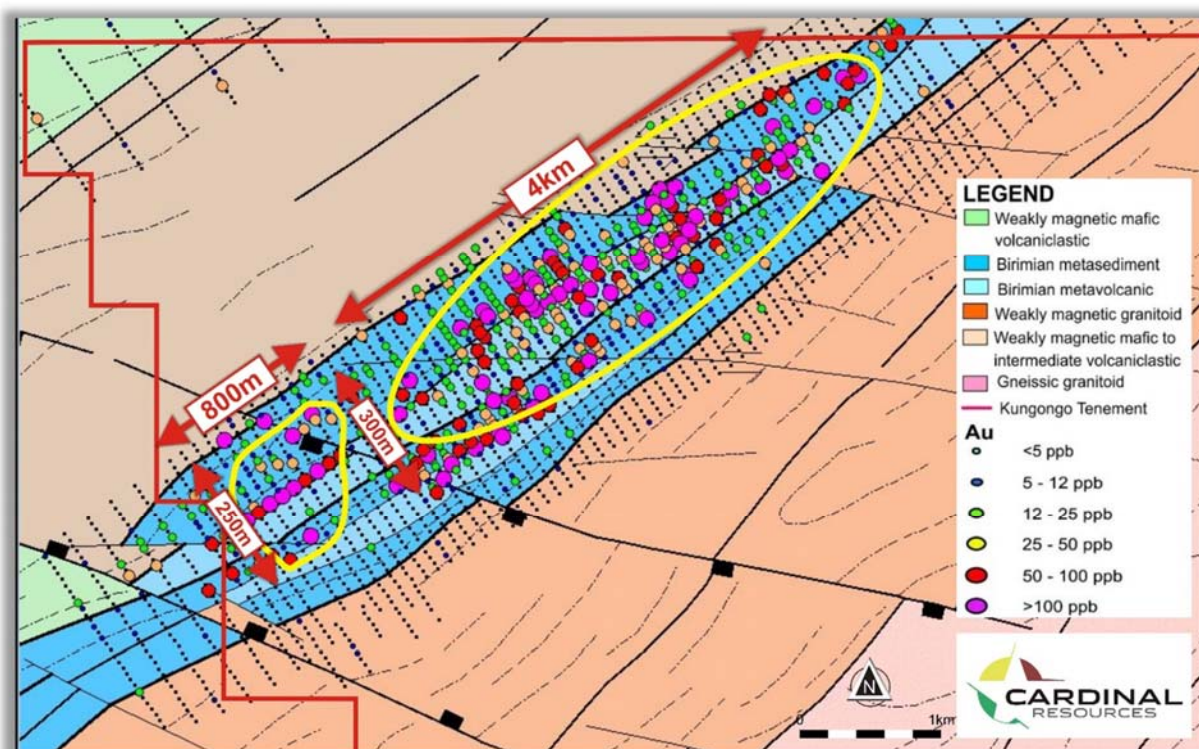 4km
800m
300m
250m
LEGEND
Weakly magnetic mafic
volcaniclastic
Birimian metasediment
Birimian metavolcanic
Weakly magnetic granitoid
Weakly magnetic mafic to
intermediate volcaniclastic
Gneissic granitoid
Kungongo Tenement
Au
<5 ppb
5 - 12 ppb
12 - 25 ppb
25 - 50 ppb
50 - 100 ppb
>100 ppb
N
0 1km
CARDINAL
RESOURCES